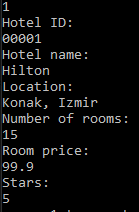 1
Hotel ID:
00001
Hotel name:
Hilton
Location:
Konak, Izmir
Number of rooms:
15
Room price:
99.9
Stars:
5